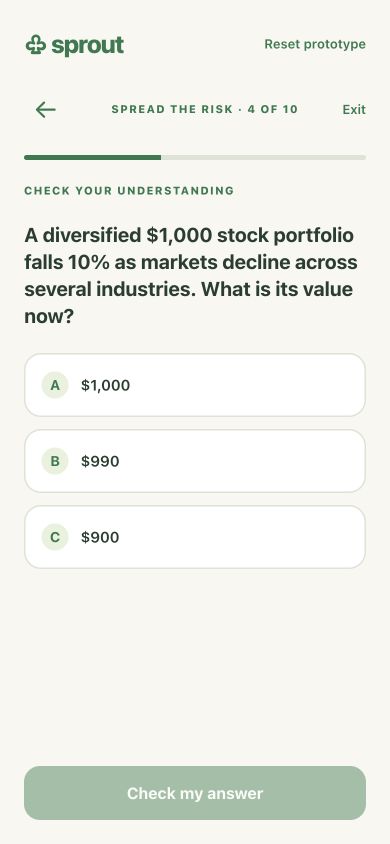 sprout
Reset prototype
SPREAD THE RISK · 4 OF 10
Exit
CHECK YOUR UNDERSTANDING
A diversified $1,000 stock portfolio
falls 10% as markets decline across
several industries. What is its value
now?
A $1,000
B $990
C $900
Check my answer